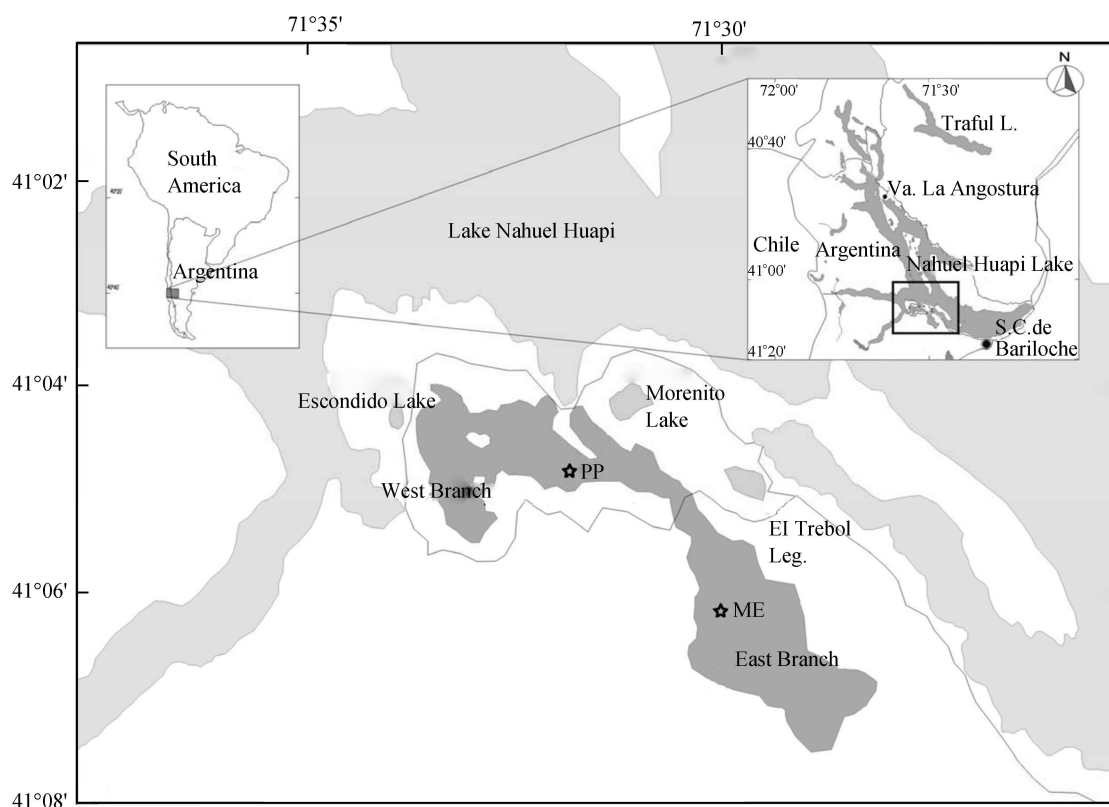 71°35'
71°30'
41°02'
41°04'
41°06'
41°08'
South
America
Argentina
N
72°00'
71°30'
40°40'
41°00'
41°20'
Traful L.
Va. La Angostura
Chile
Argentina
Nahuel Huapi Lake
S.C.de
Bariloche
Lake Nahuel Huapi
Escondido Lake
Morenito
Lake
PP
West Branch
EI Trebol
Leg.
ME
East Branch